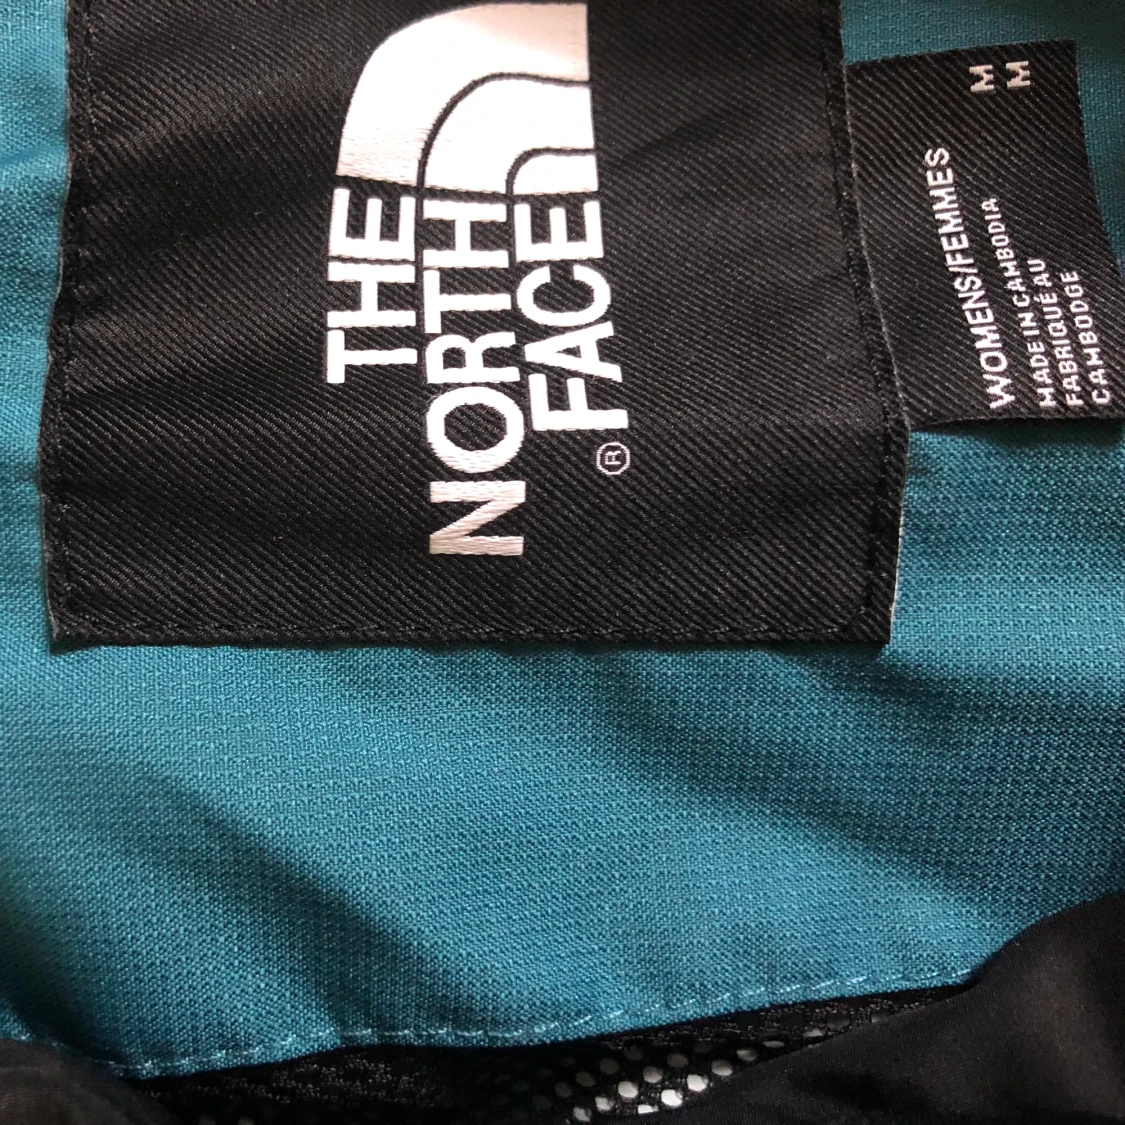 THE
NORTH
FACE®
M
M
WOMENS/FEMMES
MADE IN CAMBODIA
FABRIQUÉ AU
CAMBODGE